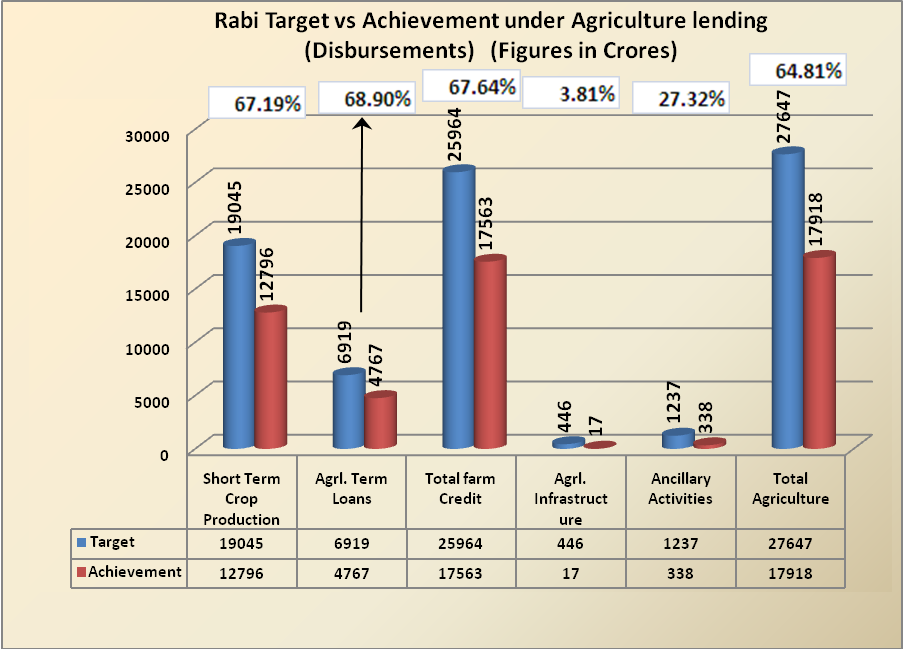 Rabi Target vs Achievement under Agriculture lending
(Disbursements) (Figures in Crores)
67.19%
68.90%
67.64%
3.81%
27.32%
64.81%
30000
25000
20000
15000
10000
5000
0
19045
12796
6919
4767
25964
17563
446
17
1237
338
27647
17918
Short Term
Crop
Production
Agrl. Term
Loans
Total farm
Credit
Agrl.
Infrastruct
ure
Ancillary
Activities
Total
Agriculture
Target 19045 6919 25964 446 1237 27647
Achievement 12796 4767 17563 17 338 17918